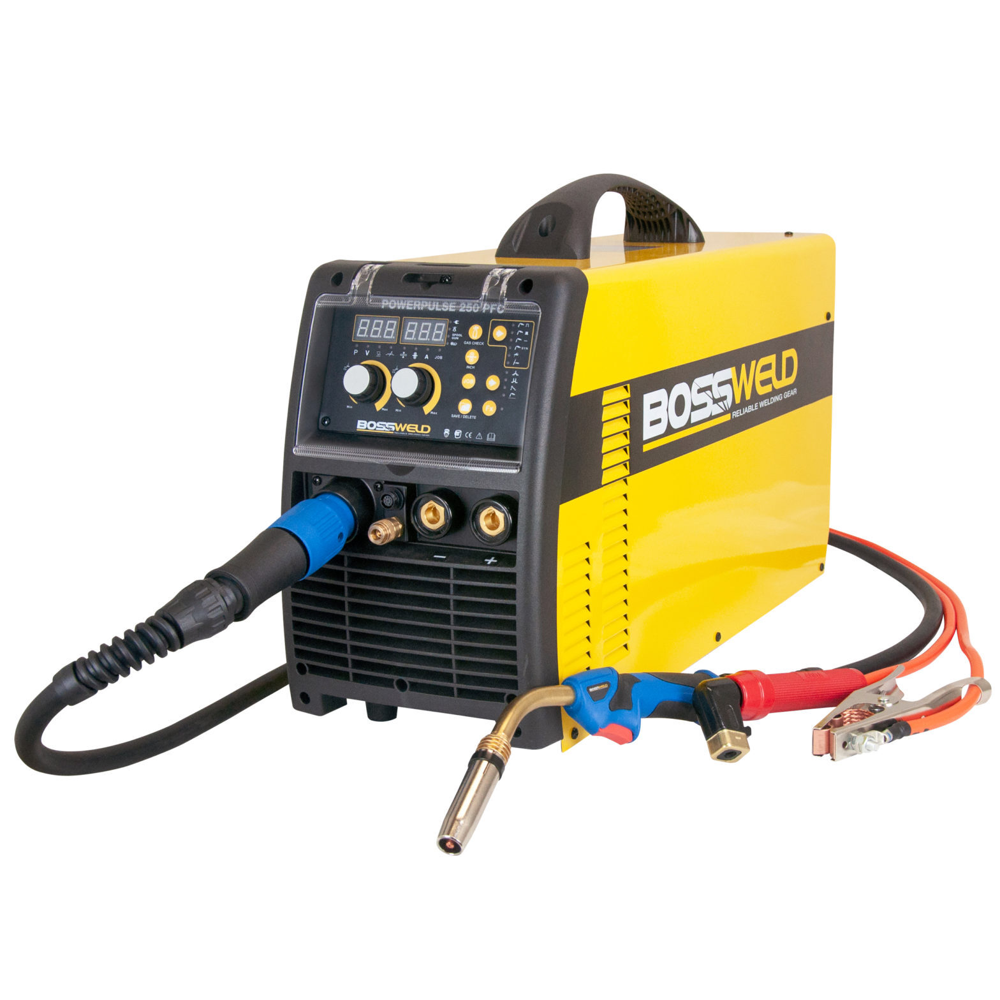 POWERPULSE 250 PFC
8.8.8. 8.8.8.
SPOOL
GUN
GAS CHECK
SYN
P V A JOB
INCH
JOB
Min Max Min Max
Fx
SAVE / DELETE
BOSSWELD
RELIABLE WELDING GEAR
CE
− +
BOSSWELD
RELIABLE WELDING GEAR
BOSSWELD